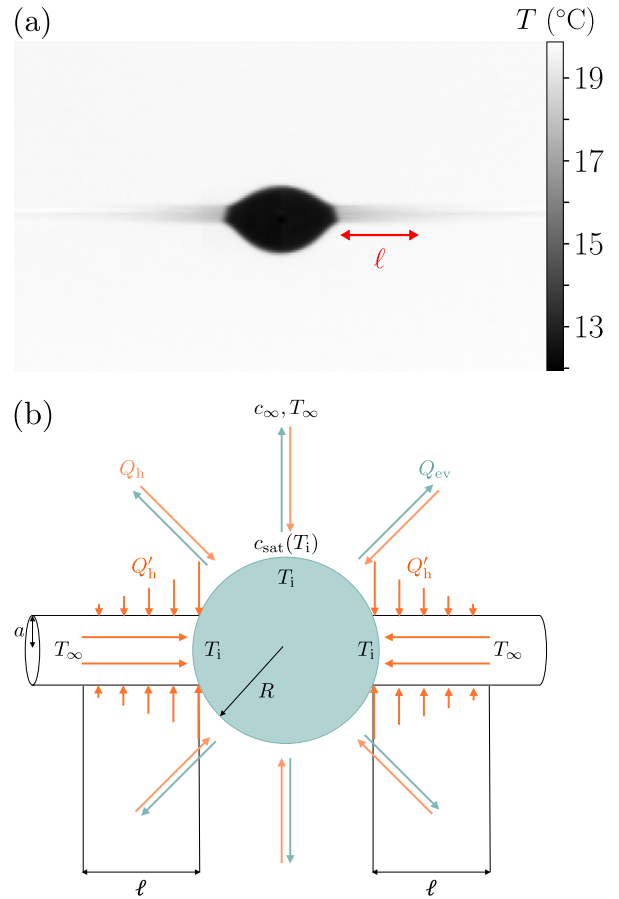 (a)
T (°C)
19
17
15
13
ℓ
(b)
c∞, T∞
Qh
Qev
csat(Ti)
Q′h
Ti
Q′h
a
T∞
Ti
Ti
T∞
R
ℓ
ℓ